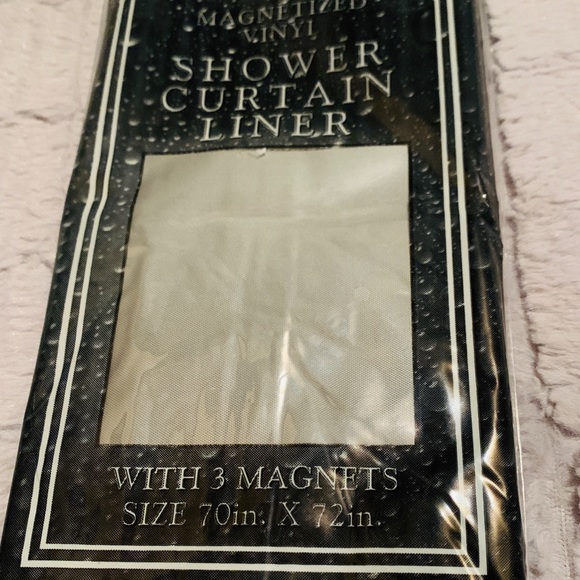 MAGNETIZED
VINYL
SHOWER
CURTAIN
LINER
WITH 3 MAGNETS
SIZE 70in. X 72in.